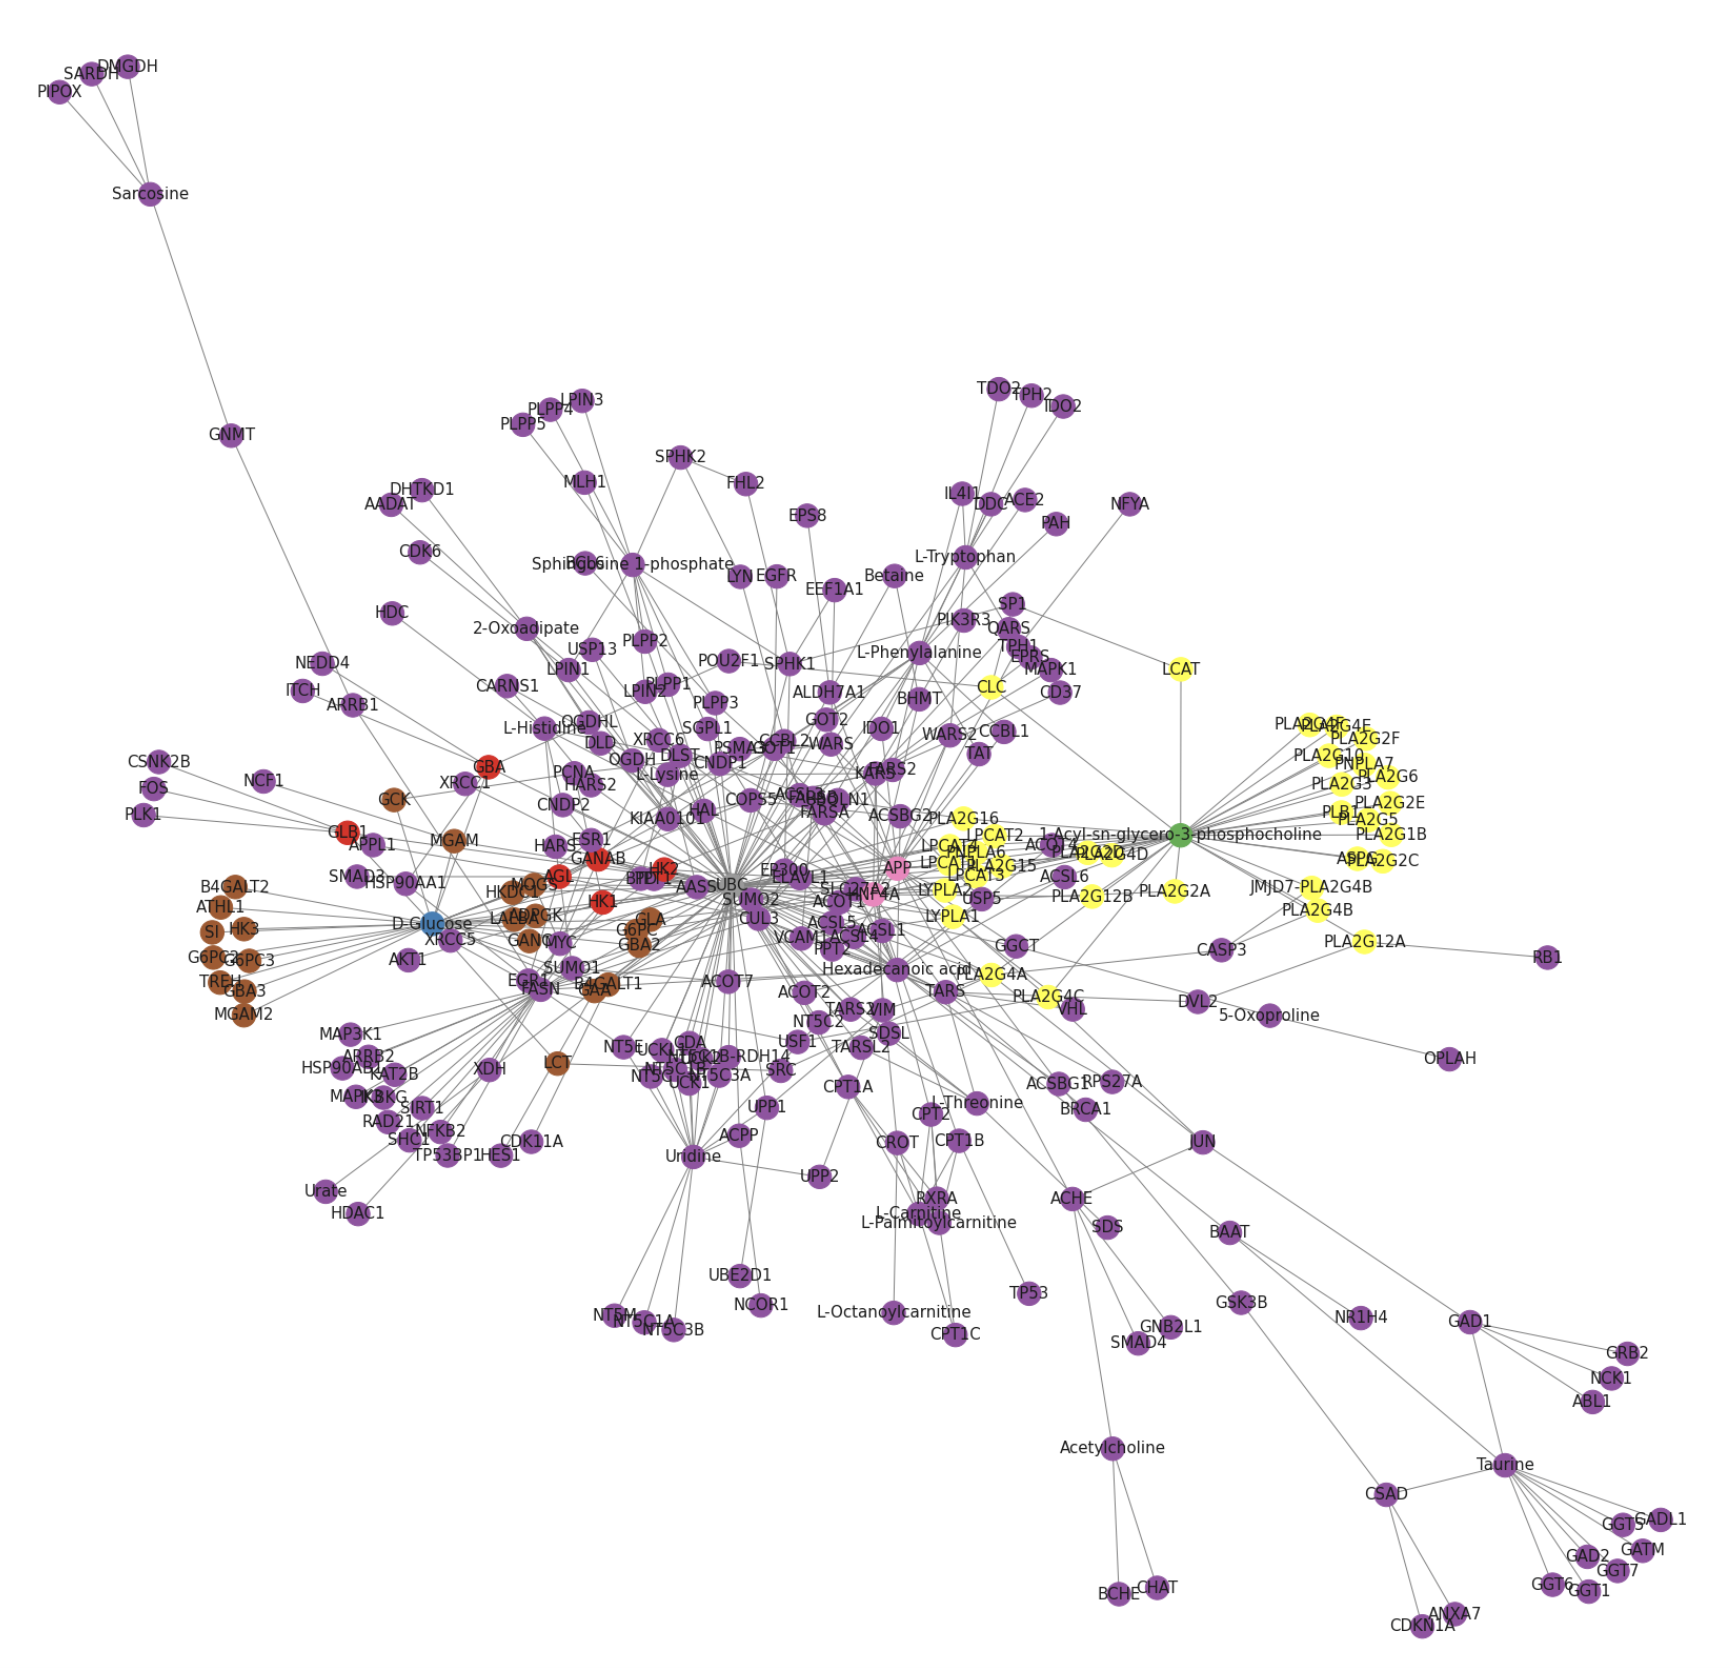 DMGDH
SARDH
PIPOX
Sarcosine
TDO2
TPH2
IDO2
LPIN3
PLPP4
PLPP5
GNMT
SPHK2
MLH1
FHL2
DHTKD1
AADAT
IL4I1
DDC
ACE2
NFYA
EPS8
PAH
CDK6
L-Tryptophan
Sphingosine 1-phosphate
BCL6
LYN
EGFR
Betaine
EEF1A1
HDC
SP1
2-Oxoadipate
PIK3R3
QARS
PLPP2
USP13
TPH1
L-Phenylalanine
EPRS
NEDD4
LPIN1
POU2F1
SPHK1
MAPK1
LCAT
ITCH
CARNS1
PLPP1
LPIN2
ALDH7A1
CLC
CD37
ARRB1
PLPP3
BHMT
L-Histidine
OGDHL
SGPL1
GOT2
IDO1
WARS2
CCBL1
PLA2G4F
PLA2G4E
PLA2G2F
DLD
XRCC6
CCBL2
WARS
GOT1
TAT
PLA2G10
PNPLA7
CSNK2B
GBA
OGDH
DLST
CNDP1
FARS2
KARS
L-Lysine
PCNA
HARS2
NCF1
XRCC1
PLA2G3
PLA2G6
FOS
GCK
CNDP2
COPS5
ACSL3
HAL
PLB1
PLA2G2E
PLA2G5
PLK1
KIAA0101
FARSA
ACSBG2
PLA2G16
GLB1
MGAM
APPL1
HARS
ESR1
LPCAT2
LPCAT4
1-Acyl-sn-glycero-3-phosphocholine
PLA2G1B
GANAB
PNPLA6
ACOT4
PLA2G4D
ASPG
PLA2G2C
SMAD3
HSP90AA1
AGL
HK2
EP300
APP
PLA2G15
LPCAT3
ACSL6
B4GALT2
HKDC1
MOGS
AASS
UBC
ELAVL1
SLC27A2
HNF4A
LYPLA2
USP5
PLA2G12B
PLA2G2A
JMJD7-PLA2G4B
ATHL1
HK1
SUMO2
ACOT1
PLA2G4B
LYPLA1
D-Glucose
LALBA
ADPGK
GLA
CUL3
ACSL5
SI
HK3
G6PC
ACSL1
XRCC5
GANC
MYC
GBA2
VCAM1
ACSL4
PPT2
GGCT
CASP3
PLA2G12A
RB1
G6PC2
G6PC3
AKT1
SUMO1
Hexadecanoic acid
PLA2G4A
TREH
GBA3
EGR1
FASN
B4GALT1
GAA
ACOT7
ACOT2
TARS
PLA2G4C
MGAM2
TARS2
VIM
VHL
DVL2
5-Oxoproline
MAP3K1
NT5C2
SDSL
ARRB2
NT5E
UCKL1
CDA
USF1
TARSL2
OPLAH
HSP90AB1
KAT2B
XDH
LCT
NT5C1B-RDH14
NT5C3A
SRC
UCK1
CPT1A
ACSBG1
RPS27A
MAPK3
IKBKG
SIRT1
UPP1
CPT2
L-Threonine
BRCA1
RAD21
NFKB2
SHC1
CDK11A
ACPP
CROT
CPT1B
JUN
TP53BP1
HES1
Uridine
UPP2
Urate
HDAC1
RXRA
ACHE
L-Carnitine
L-Palmitoylcarnitine
SDS
BAAT
UBE2D1
NCOR1
TP53
GSK3B
NT5M
NT5C1A
NT5C3B
L-Octanoylcarnitine
CPT1C
GNB2L1
SMAD4
NR1H4
GAD1
GRB2
NCK1
ABL1
Acetylcholine
Taurine
CSAD
GGT5
GADL1
GAD2
GATM
GGT7
GGT6
GGT1
BCHE
CHAT
ANXA7
CDKN1A